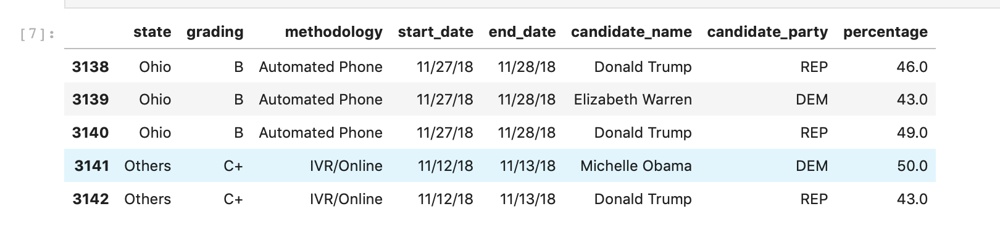 [7]: state grading methodology start_date end_date candidate_name candidate_party percentage
3138 Ohio B Automated Phone 11/27/18 11/28/18 Donald Trump REP 46.0
3139 Ohio B Automated Phone 11/27/18 11/28/18 Elizabeth Warren DEM 43.0
3140 Ohio B Automated Phone 11/27/18 11/28/18 Donald Trump REP 49.0
3141 Others C+ IVR/Online 11/12/18 11/13/18 Michelle Obama DEM 50.0
3142 Others C+ IVR/Online 11/12/18 11/13/18 Donald Trump REP 43.0